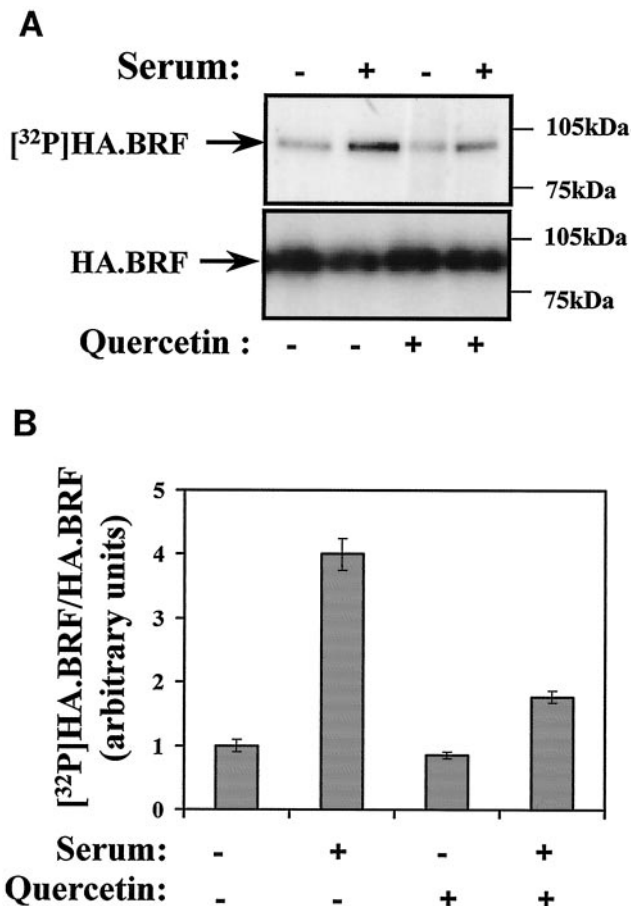 A
Serum: - + - +
[³²P]HA.BRF 105kDa
75kDa
HA.BRF 105kDa
75kDa
Quercetin : - - + +
B
[³²P]HA.BRF/HA.BRF
(arbitrary units)
5
4
3
2
1
0
Serum: - + - +
Quercetin: - - + +